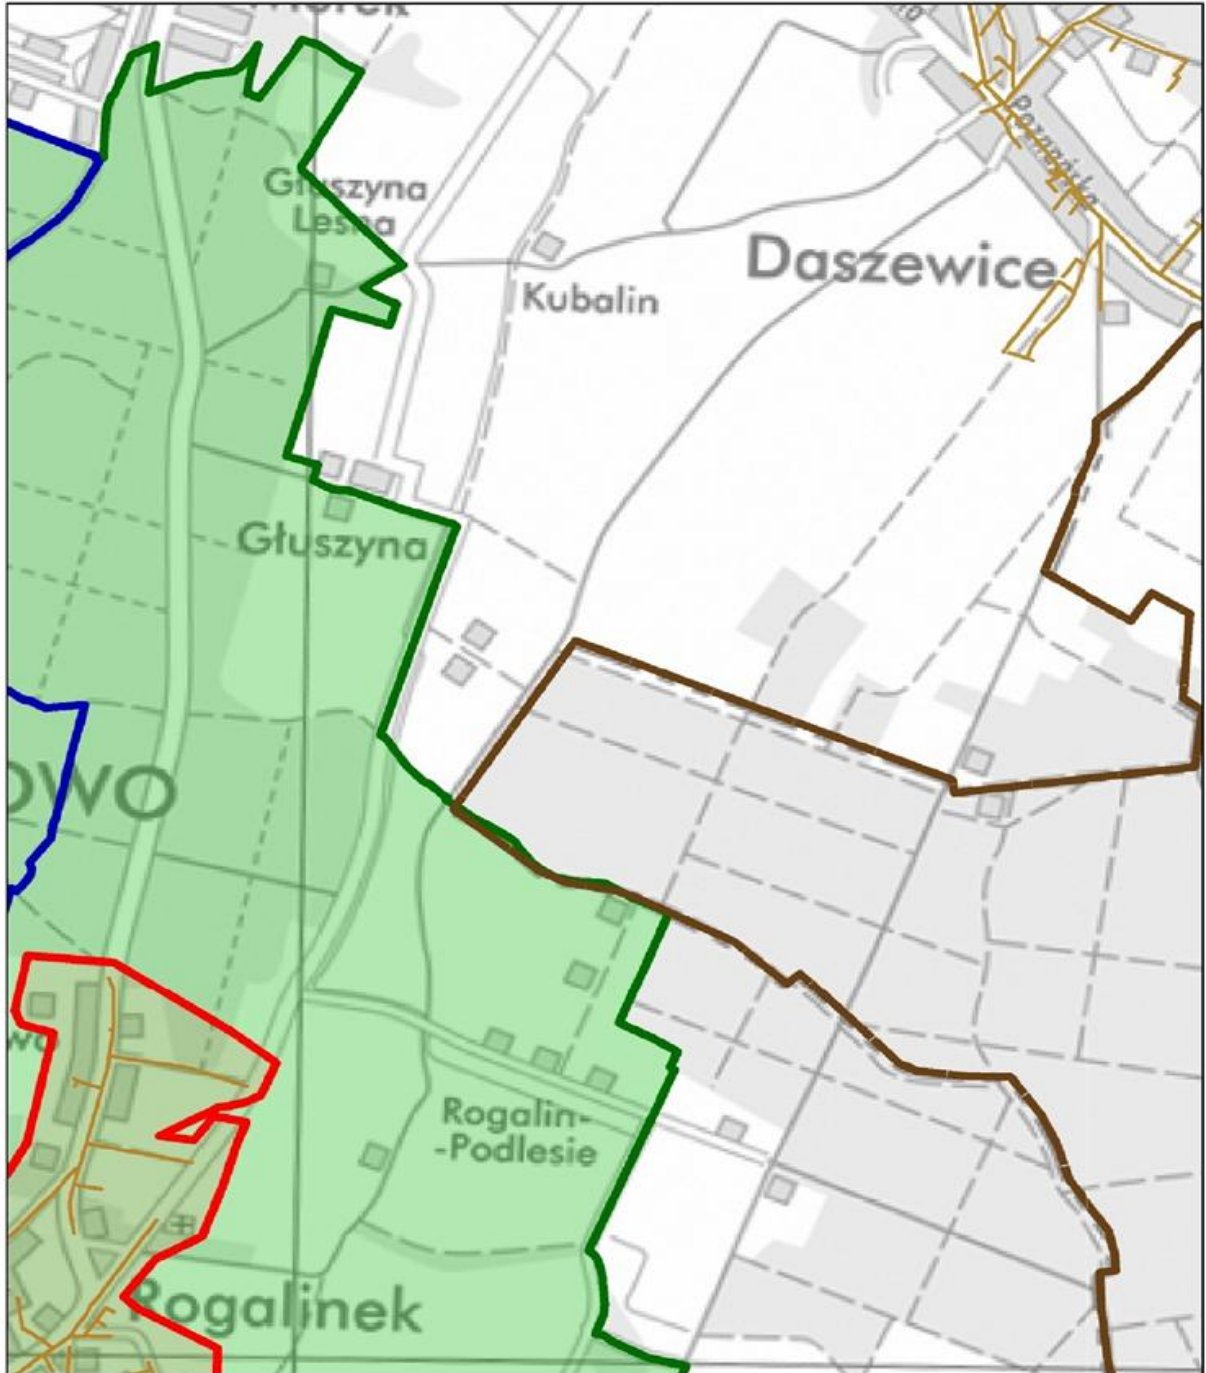 Głuszyna
Leśna
Daszewice
Kubalin
Głuszyna
OWO
Rogalin-
-Podlesie
Rogalinek